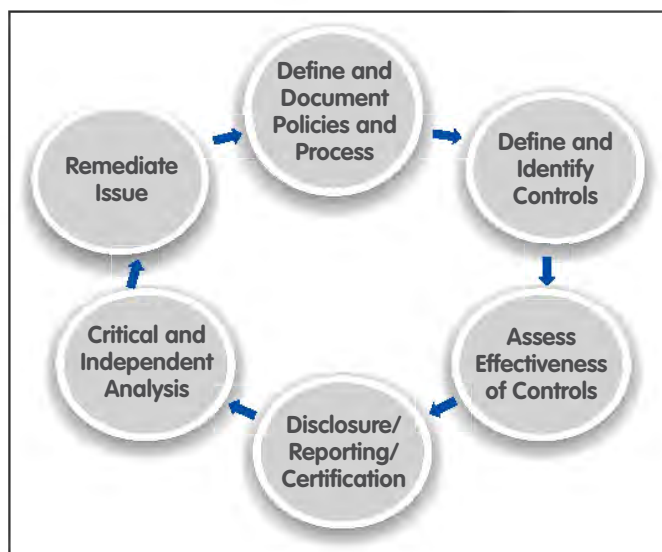 Define and
Document
Policies and
Process
Define and
Identify
Controls
Assess
Effectiveness
of Controls
Disclosure/
Reporting/
Certification
Critical and
Independent
Analysis
Remediate
Issue